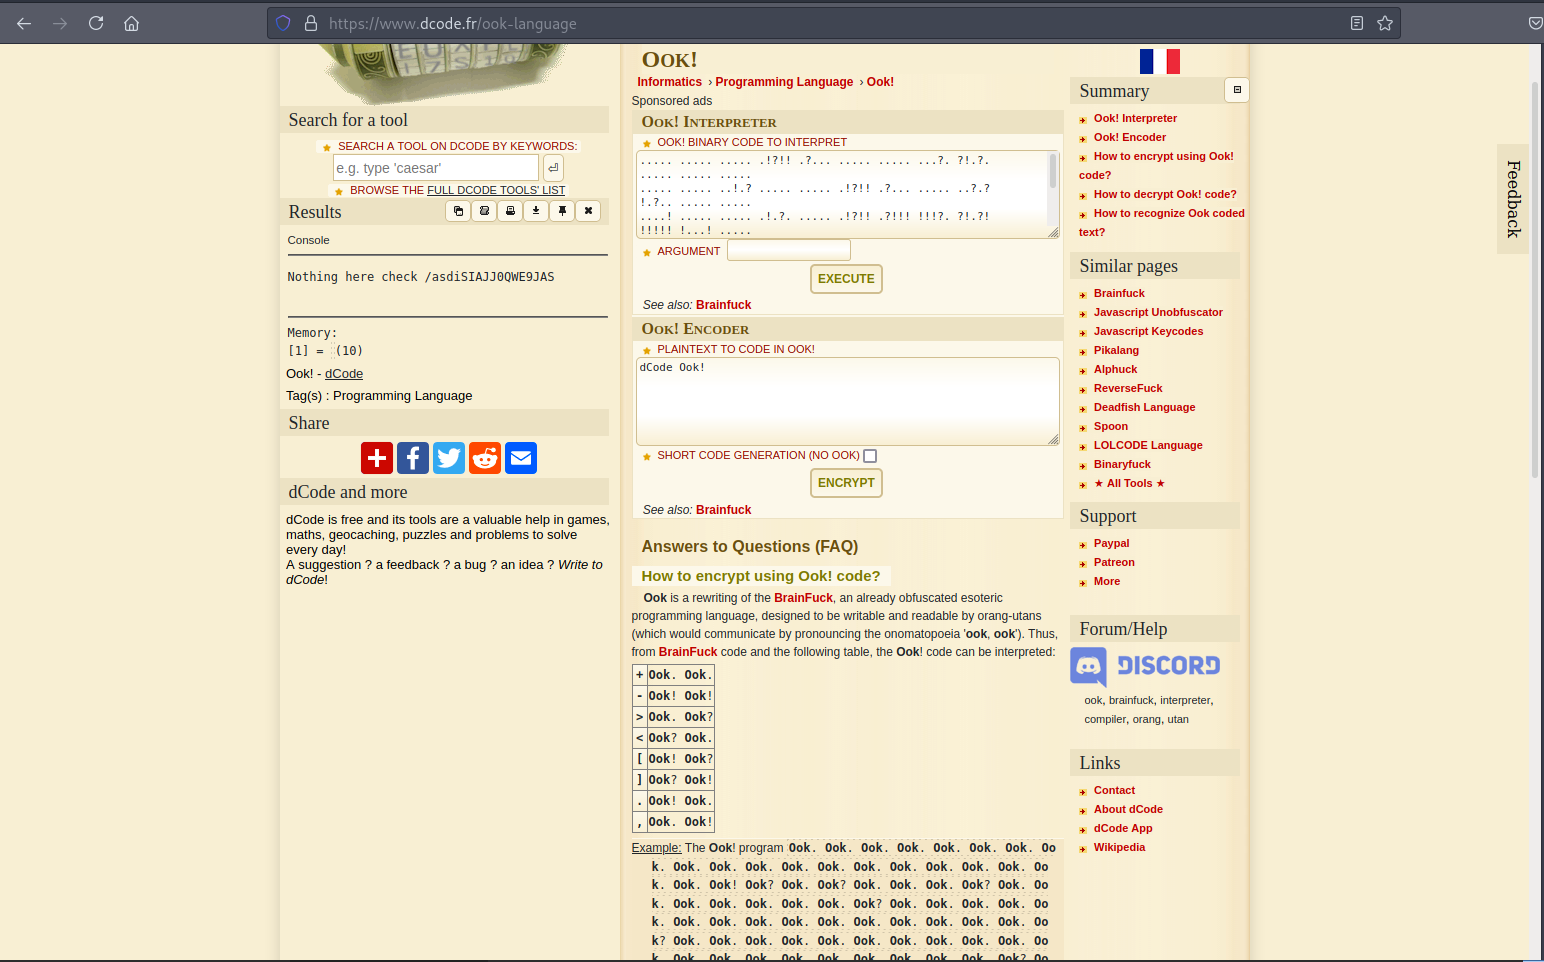 https://www.dcode.fr/ook-language
Search for a tool
SEARCH A TOOL ON DCODE BY KEYWORDS:
e.g. type 'caesar'
BROWSE THE FULL DCODE TOOLS' LIST
Results
Console
Nothing here check /asdiSIAJJ0QWE9JAS
Memory:
[1] = (10)
Ook! - dCode
Tag(s) : Programming Language
Share
dCode and more
dCode is free and its tools are a valuable help in games,
maths, geocaching, puzzles and problems to solve
every day!
A suggestion ? a feedback ? a bug ? an idea ? Write to
dCode!
OOK!
Informatics › Programming Language › Ook!
Sponsored ads
OOK! INTERPRETER
OOK! BINARY CODE TO INTERPRET
..... ..... ..... .!?!! .?... ..... ..... ...?. ?!.?.
..... ..... .....
..... ..... ..!.? ..... ..... .!?!! .?... ..... ..?.?
!.?.. ..... .....
....! ..... ..... .!.?. ..... .!?!! .?!!! !!!?. ?!.?!
!!!!! !...! .....
ARGUMENT
EXECUTE
See also: Brainfuck
OOK! ENCODER
PLAINTEXT TO CODE IN OOK!
dCode Ook!
SHORT CODE GENERATION (NO OOK)
ENCRYPT
See also: Brainfuck
Answers to Questions (FAQ)
How to encrypt using Ook! code?
Ook is a rewriting of the BrainFuck, an already obfuscated esoteric
programming language, designed to be writable and readable by orang-utans
(which would communicate by pronouncing the onomatopoeia 'ook, ook'). Thus,
from BrainFuck code and the following table, the Ook! code can be interpreted:
+ Ook. Ook.
- Ook! Ook!
> Ook. Ook?
< Ook? Ook.
[ Ook! Ook?
] Ook? Ook!
. Ook! Ook.
, Ook. Ook!
Example: The Ook! program Ook. Ook. Ook. Ook. Ook. Ook. Ook. Oo
k. Ook. Ook. Ook. Ook. Ook. Ook. Ook. Ook. Ook. Ook. Oo
k. Ook. Ook! Ook? Ook. Ook? Ook. Ook. Ook. Ook? Ook. Oo
k. Ook. Ook. Ook. Ook. Ook. Ook? Ook. Ook. Ook. Ook. Oo
k. Ook. Ook. Ook. Ook. Ook. Ook. Ook. Ook. Ook. Ook. Oo
k? Ook. Ook. Ook. Ook. Ook. Ook. Ook. Ook. Ook. Ook. Oo
k. Ook. Ook. Ook. Ook. Ook. Ook. Ook. Ook. Ook. Ook? Oo
Summary
Ook! Interpreter
Ook! Encoder
How to encrypt using Ook!
code?
How to decrypt Ook! code?
How to recognize Ook coded
text?
Similar pages
Brainfuck
Javascript Unobfuscator
Javascript Keycodes
Pikalang
Alphuck
ReverseFuck
Deadfish Language
Spoon
LOLCODE Language
Binaryfuck
★ All Tools ★
Support
Paypal
Patreon
More
Forum/Help
DISCORD
ook, brainfuck, interpreter,
compiler, orang, utan
Links
Contact
About dCode
dCode App
Wikipedia
Feedback